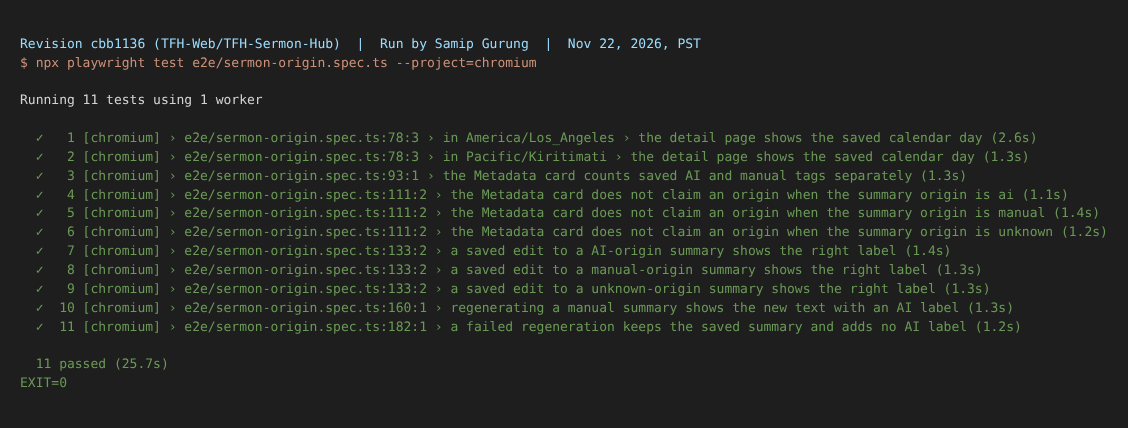 Revision cbb1136 (TFH-Web/TFH-Sermon-Hub)  |  Run by Samip Gurung  |  Nov 22, 2026, PST
$ npx playwright test e2e/sermon-origin.spec.ts --project=chromium
Running 11 tests using 1 worker
✓   1 [chromium] › e2e/sermon-origin.spec.ts:78:3 › in America/Los_Angeles › the detail page shows the saved calendar day (2.6s)
✓   2 [chromium] › e2e/sermon-origin.spec.ts:78:3 › in Pacific/Kiritimati › the detail page shows the saved calendar day (1.3s)
✓   3 [chromium] › e2e/sermon-origin.spec.ts:93:1 › the Metadata card counts saved AI and manual tags separately (1.3s)
✓   4 [chromium] › e2e/sermon-origin.spec.ts:111:2 › the Metadata card does not claim an origin when the summary origin is ai (1.1s)
✓   5 [chromium] › e2e/sermon-origin.spec.ts:111:2 › the Metadata card does not claim an origin when the summary origin is manual (1.4s)
✓   6 [chromium] › e2e/sermon-origin.spec.ts:111:2 › the Metadata card does not claim an origin when the summary origin is unknown (1.2s)
✓   7 [chromium] › e2e/sermon-origin.spec.ts:133:2 › a saved edit to a AI-origin summary shows the right label (1.4s)
✓   8 [chromium] › e2e/sermon-origin.spec.ts:133:2 › a saved edit to a manual-origin summary shows the right label (1.3s)
✓   9 [chromium] › e2e/sermon-origin.spec.ts:133:2 › a saved edit to a unknown-origin summary shows the right label (1.3s)
✓  10 [chromium] › e2e/sermon-origin.spec.ts:160:1 › regenerating a manual summary shows the new text with an AI label (1.3s)
✓  11 [chromium] › e2e/sermon-origin.spec.ts:182:1 › a failed regeneration keeps the saved summary and adds no AI label (1.2s)
11 passed (25.7s)
EXIT=0